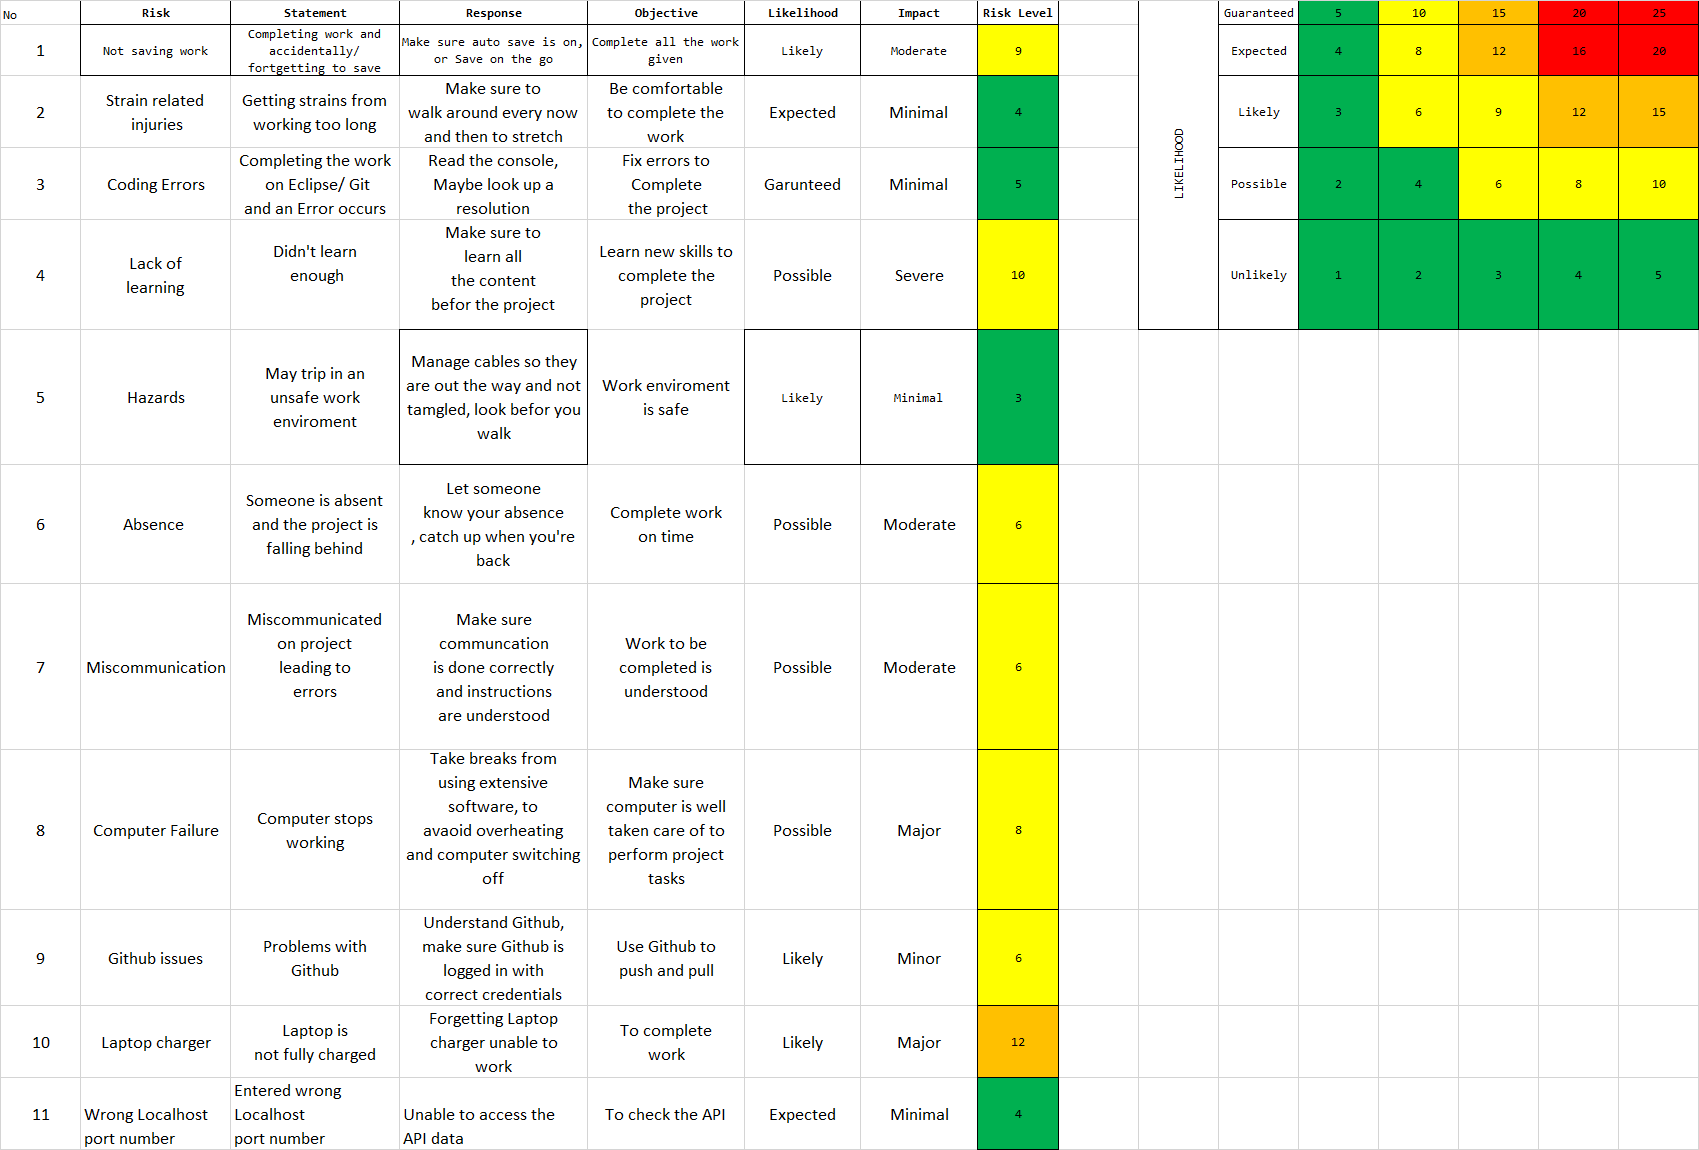 No Risk Statement Response Objective Likelihood Impact Risk Level
1
Not saving work
Completing work and
accidentally/
fortgetting to save
Make sure auto save is on,
or Save on the go
Complete all the work
given
Likely
Moderate
9
2
Strain related
injuries
Getting strains from
working too long
Make sure to
walk around every now
and then to stretch
Be comfortable
to complete the
work
Expected
Minimal
4
3
Coding Errors
Completing the work
on Eclipse/ Git
and an Error occurs
Read the console,
Maybe look up a
resolution
Fix errors to
Complete
the project
Garunteed
Minimal
5
4
Lack of
learning
Didn't learn
enough
Make sure to
learn all
the content
befor the project
Learn new skills to
complete the
project
Possible
Severe
10
5
Hazards
May trip in an
unsafe work
enviroment
Manage cables so they
are out the way and not
tamgled, look befor you
walk
Work enviroment
is safe
Likely
Minimal
3
6
Absence
Someone is absent
and the project is
falling behind
Let someone
know your absence
, catch up when you're
back
Complete work
on time
Possible
Moderate
6
7
Miscommunication
Miscommunicated
on project
leading to
errors
Make sure
communcation
is done correctly
and instructions
are understood
Work to be
completed is
understood
Possible
Moderate
6
8
Computer Failure
Computer stops
working
Take breaks from
using extensive
software, to
avaoid overheating
and computer switching
off
Make sure
computer is well
taken care of to
perform project
tasks
Possible
Major
8
9
Github issues
Problems with
Github
Understand Github,
make sure Github is
logged in with
correct credentials
Use Github to
push and pull
Likely
Minor
6
10
Laptop charger
Laptop is
not fully charged
Forgetting Laptop
charger unable to
work
To complete
work
Likely
Major
12
11
Wrong Localhost
port number
Entered wrong
Localhost
port number
Unable to access the
API data
To check the API
Expected
Minimal
4
LIKELIHOOD
Guaranteed 5 10 15 20 25
Expected 4 8 12 16 20
Likely 3 6 9 12 15
Possible 2 4 6 8 10
Unlikely 1 2 3 4 5